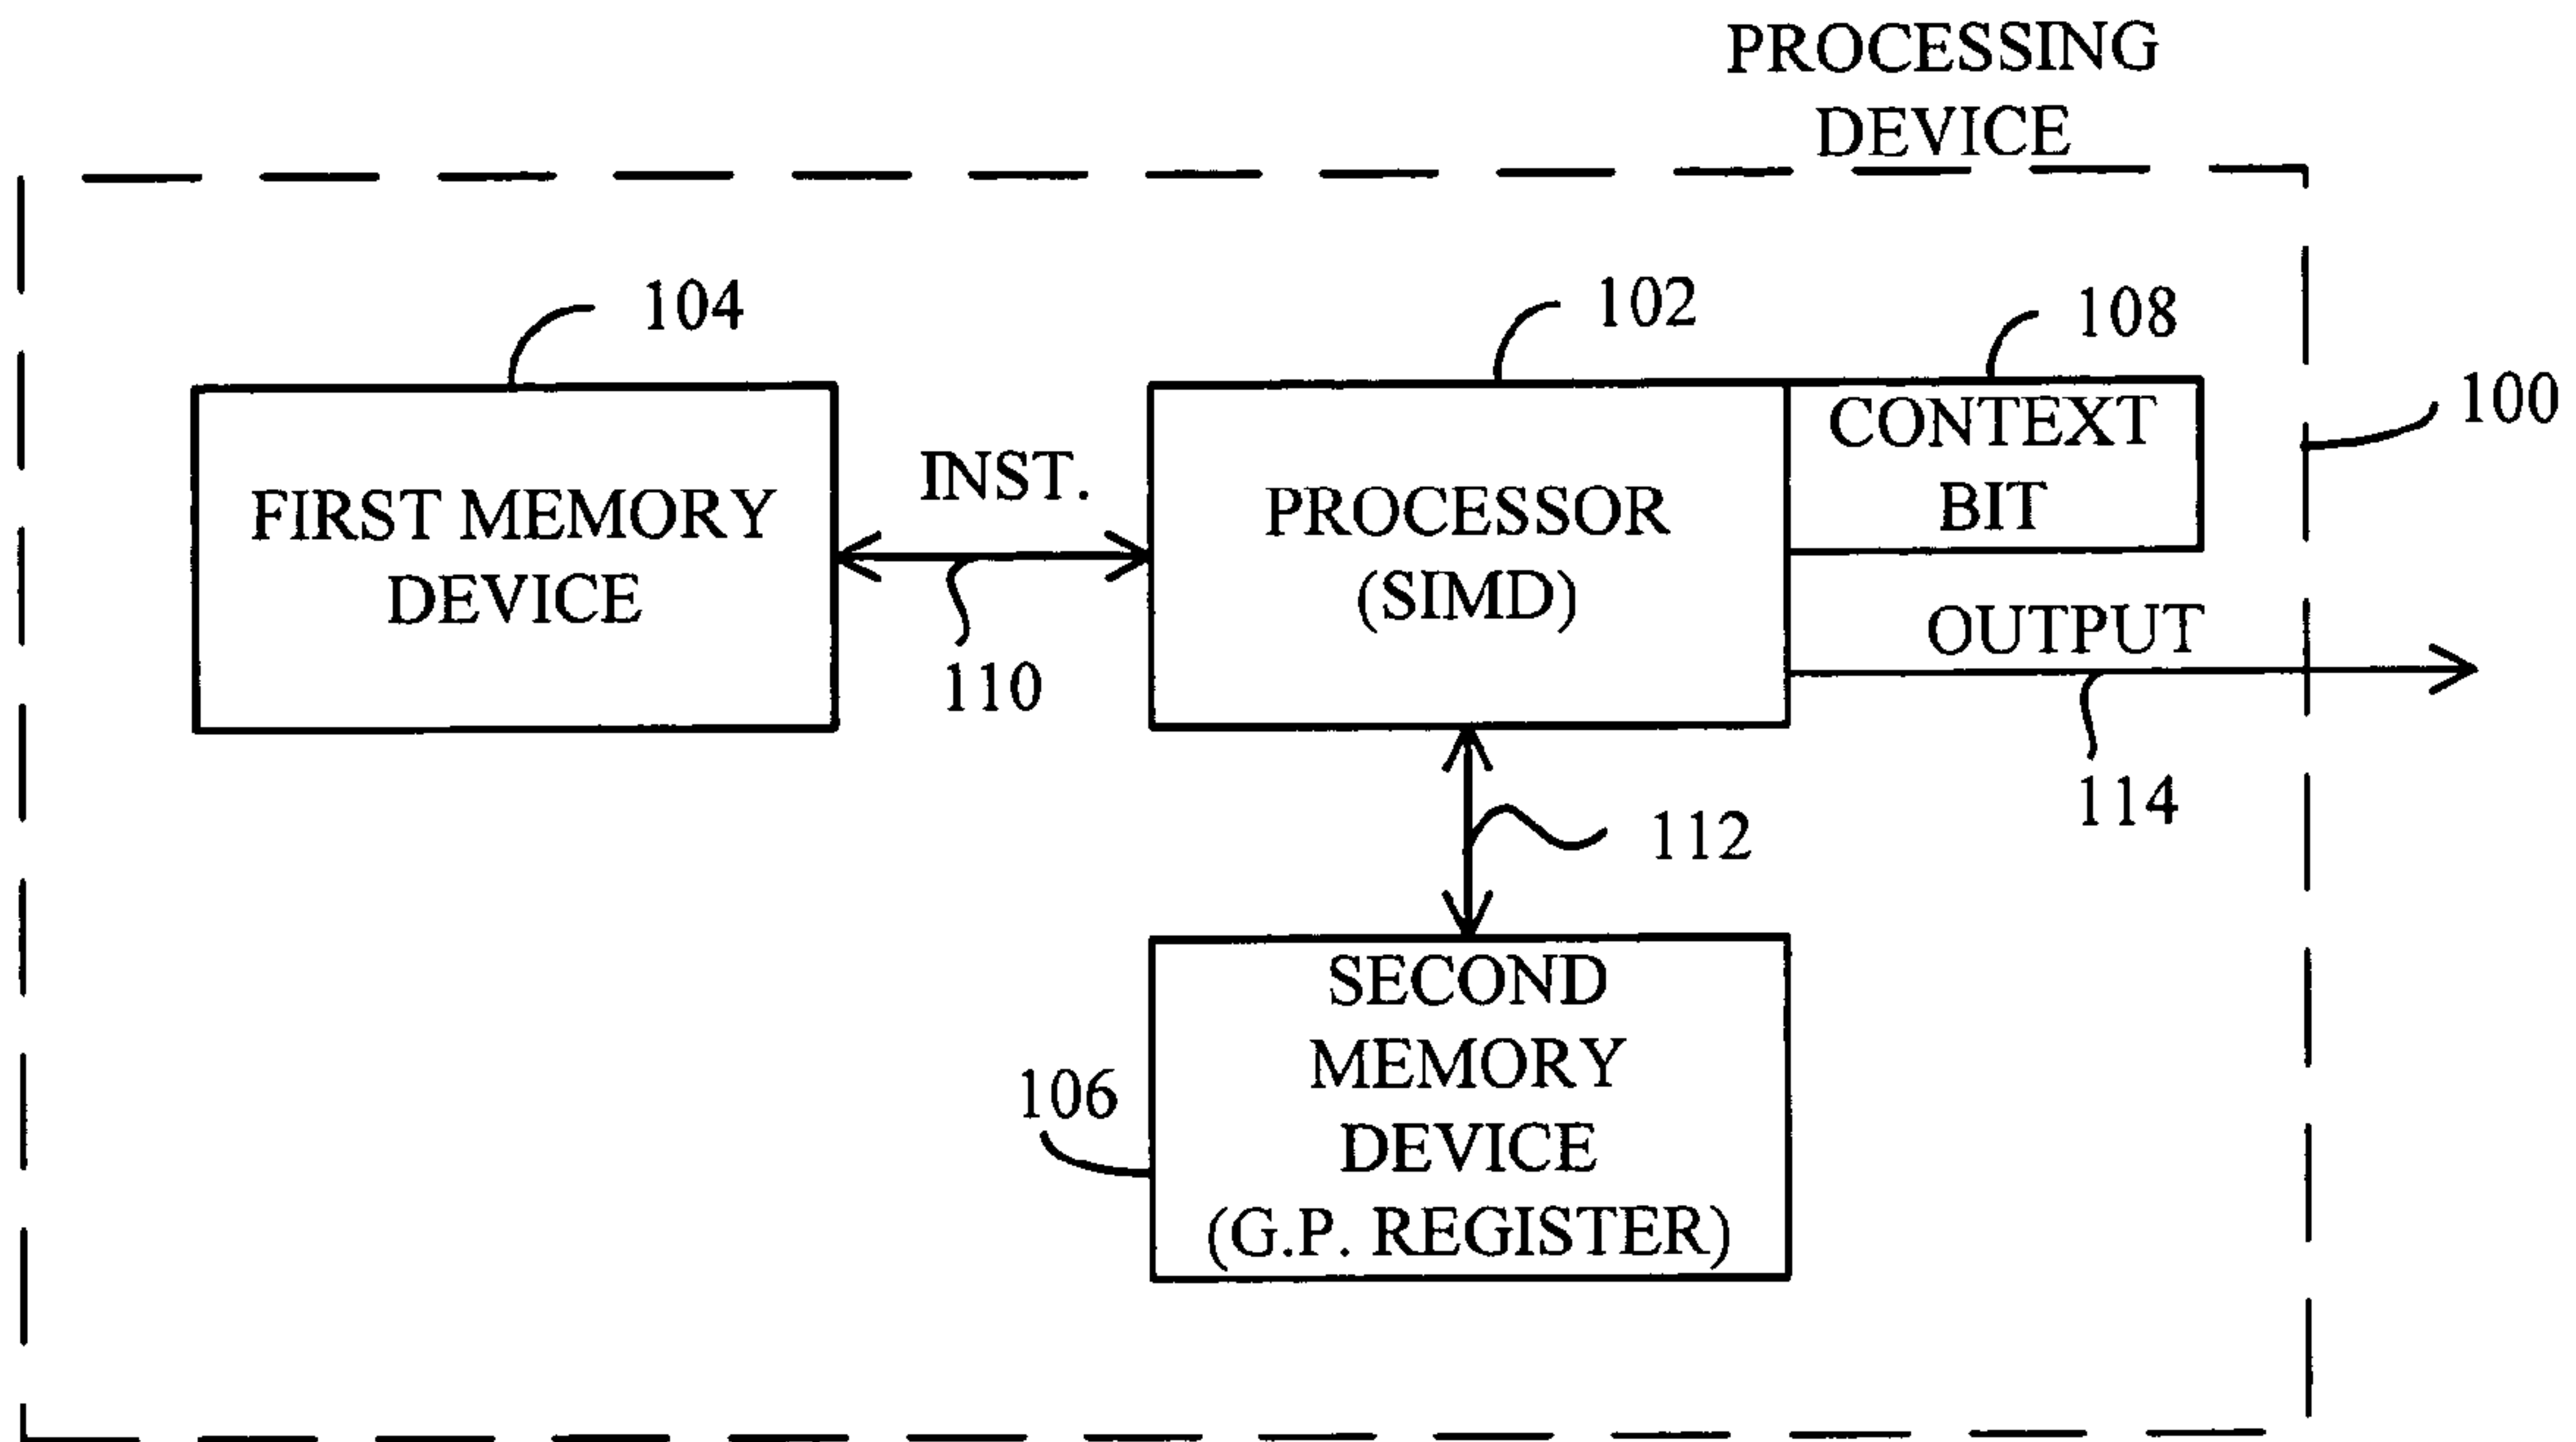 PROCESSING
DEVICE
104
102
108
100
FIRST MEMORY
DEVICE
INST.
110
PROCESSOR
(SIMD)
CONTEXT
BIT
OUTPUT
114
112
106
SECOND
MEMORY
DEVICE
(G.P. REGISTER)